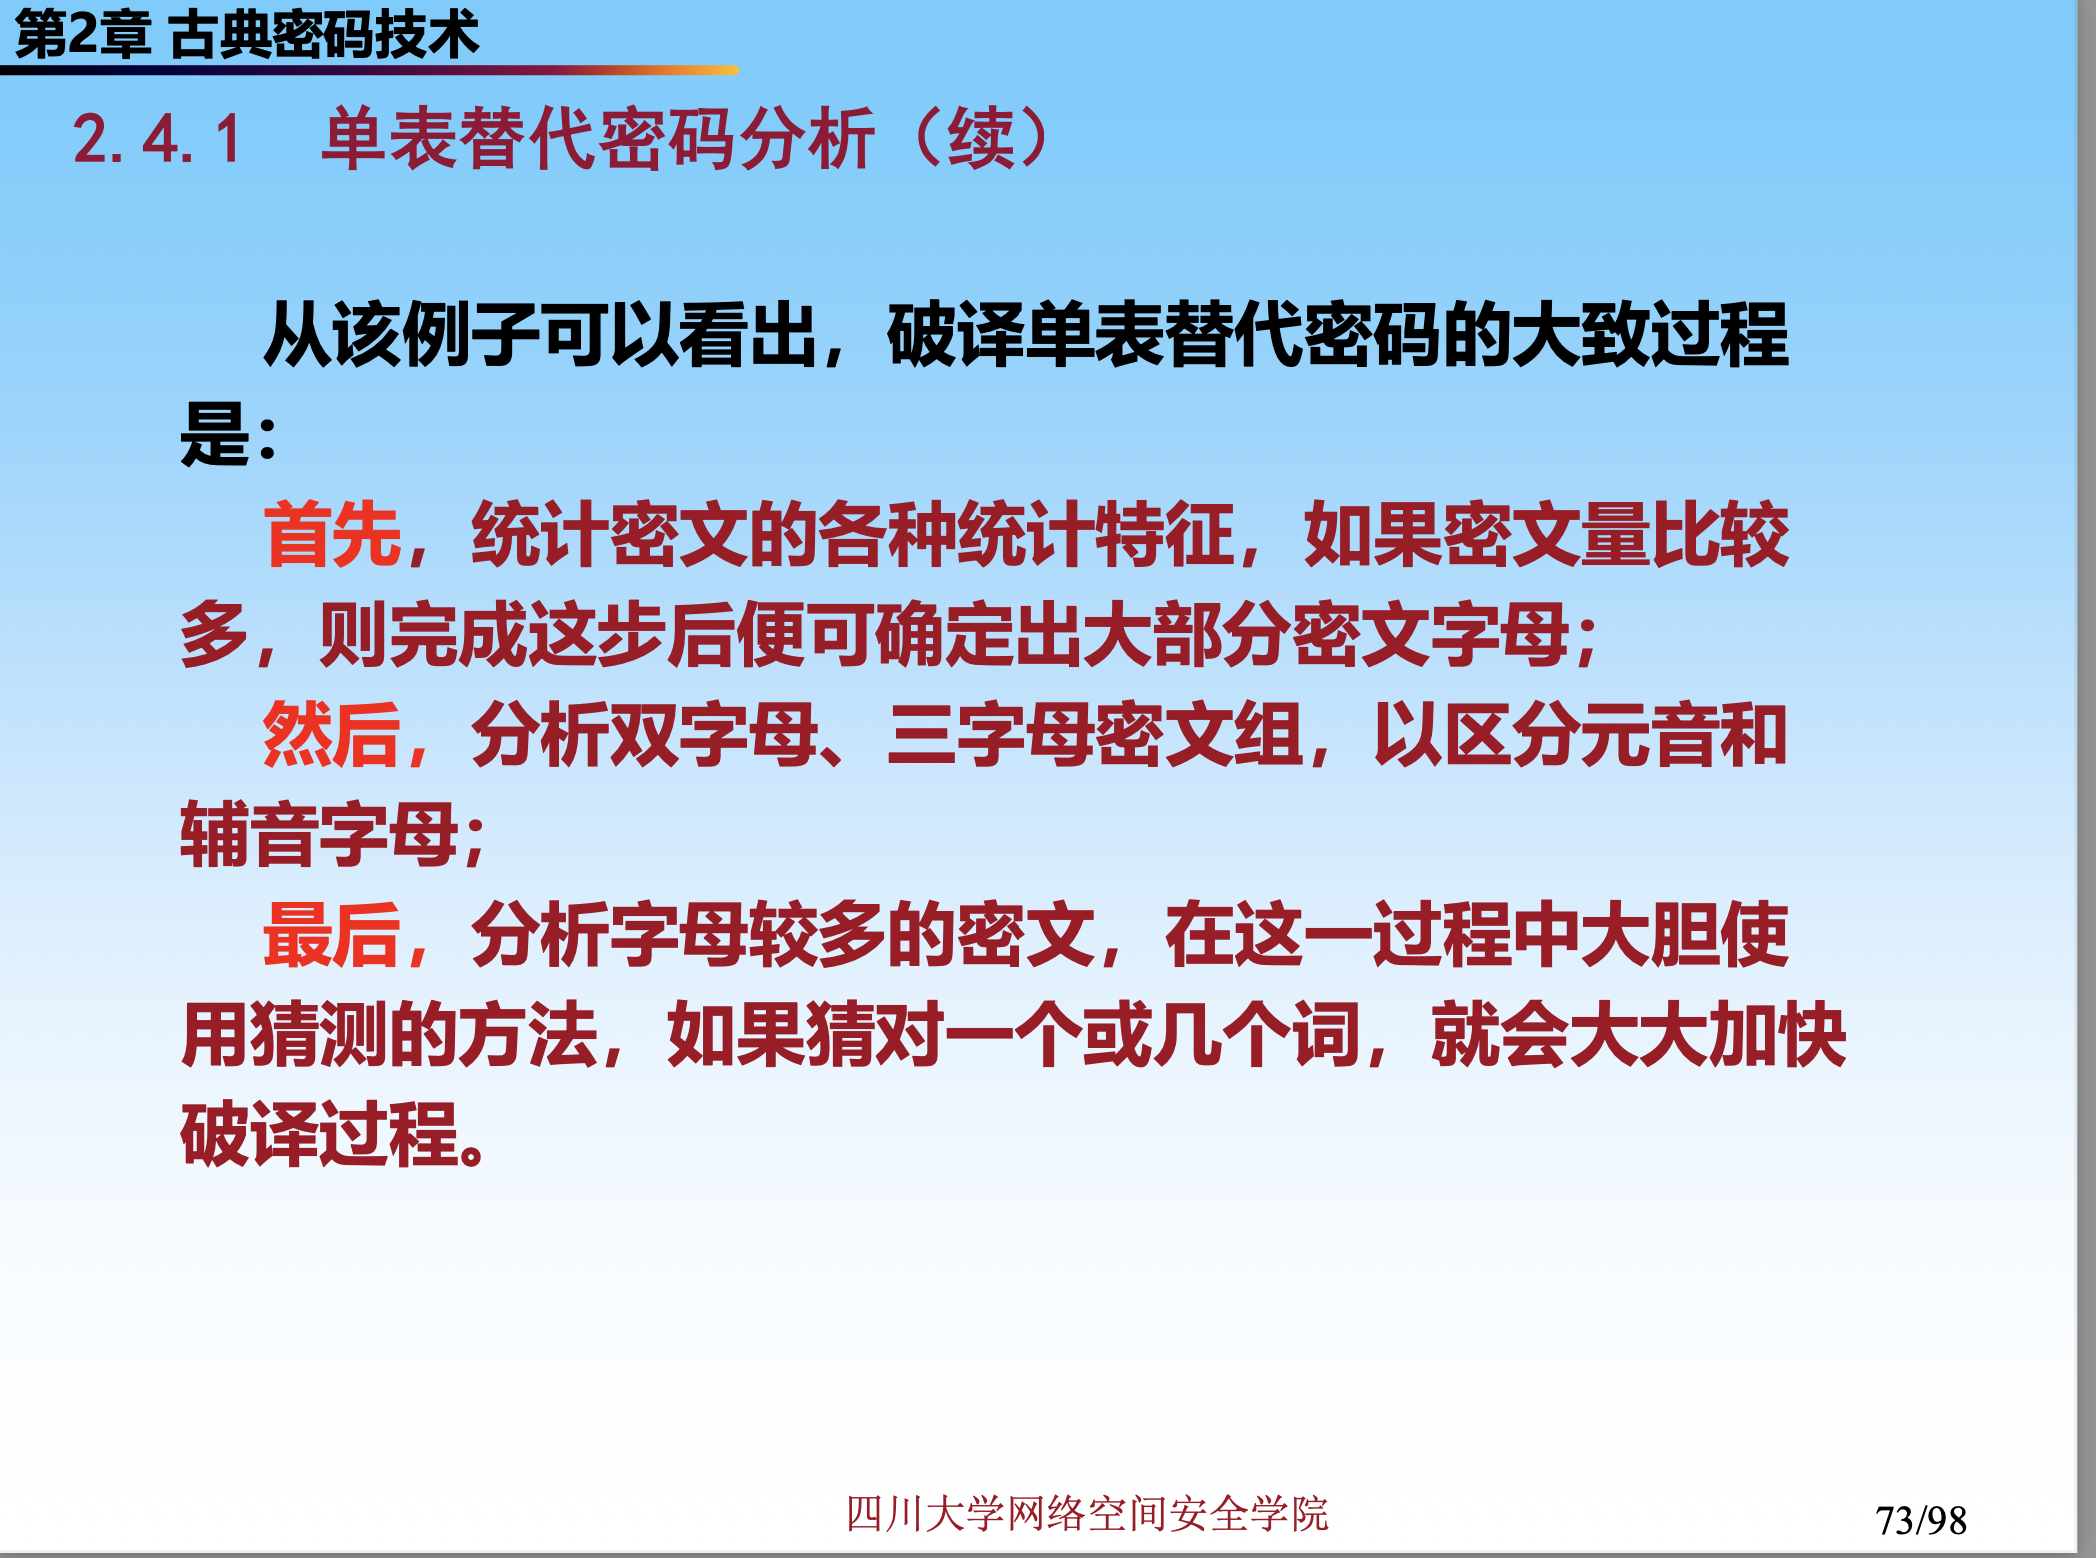 第2章 古典密码技术
2.4.1 单表替代密码分析（续）
从该例子可以看出，破译单表替代密码的大致过程
是：
首先，统计密文的各种统计特征，如果密文量比较
多，则完成这步后便可确定出大部分密文字母；
然后，分析双字母、三字母密文组，以区分元音和
辅音字母；
最后，分析字母较多的密文，在这一过程中大胆使
用猜测的方法，如果猜对一个或几个词，就会大大加快
破译过程。
四川大学网络空间安全学院
73/98